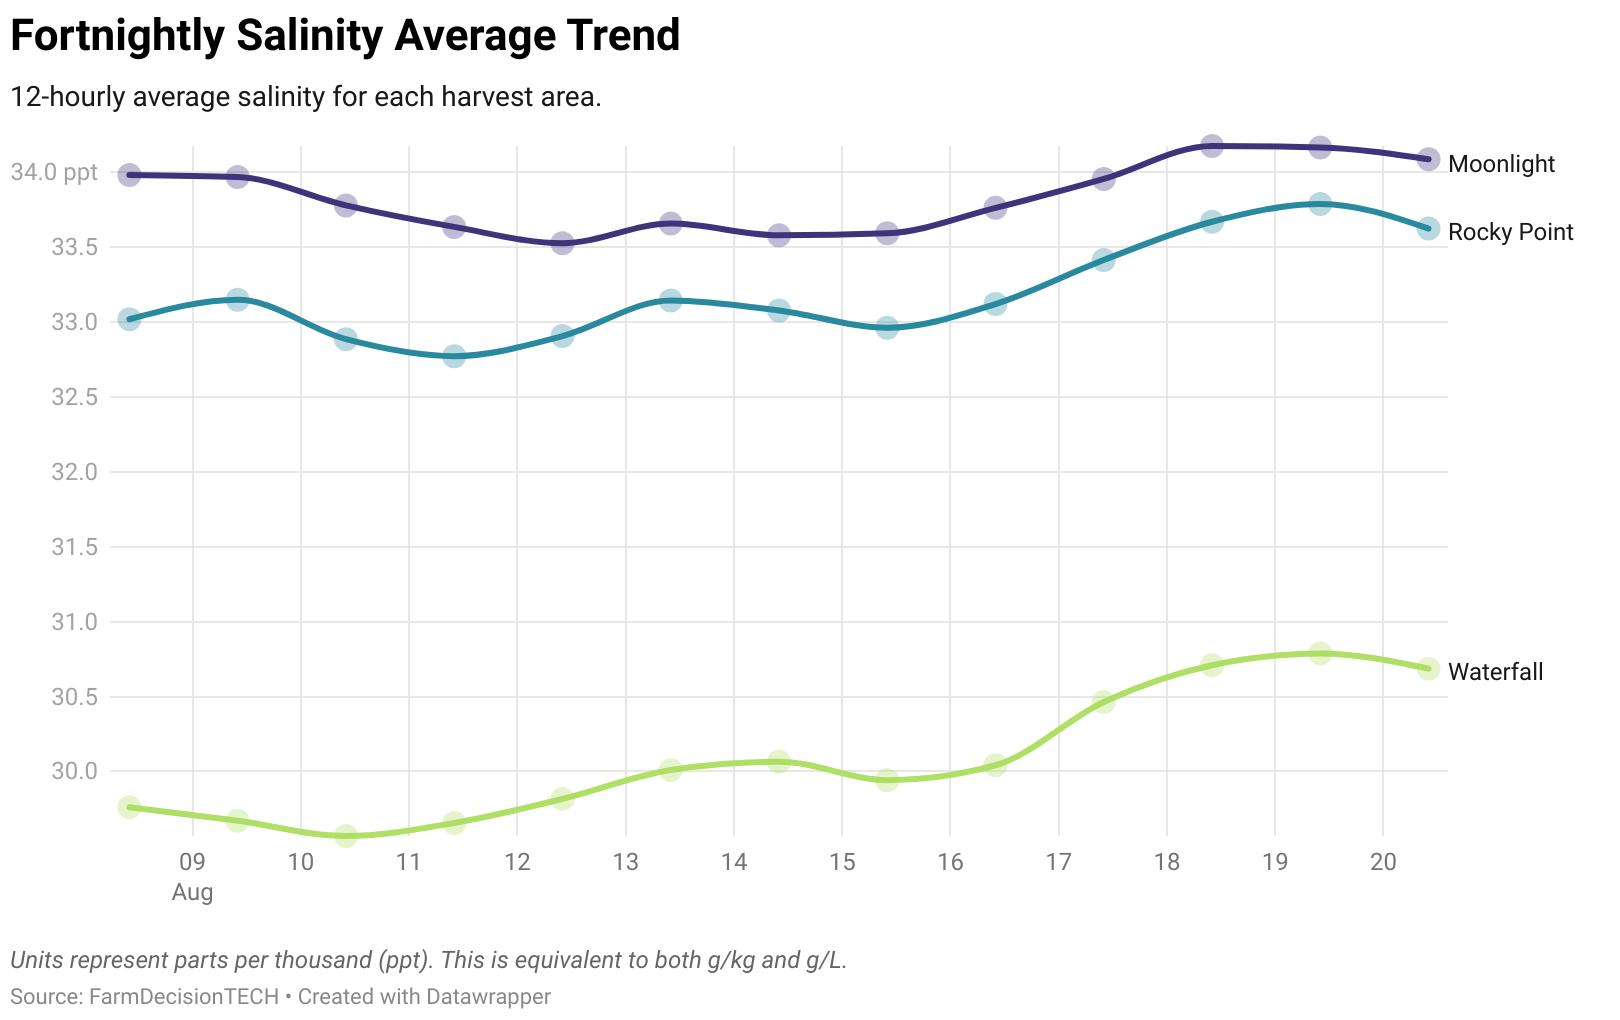 Fortnightly Salinity Average Trend
12-hourly average salinity for each harvest area.
34.0 ppt
33.5
33.0
32.5
32.0
31.5
31.0
30.5
30.0
Moonlight
Rocky Point
Waterfall
09 10 11 12 13 14 15 16 17 18 19 20
Aug
Units represent parts per thousand (ppt). This is equivalent to both g/kg and g/L.
Source: FarmDecisionTECH • Created with Datawrapper